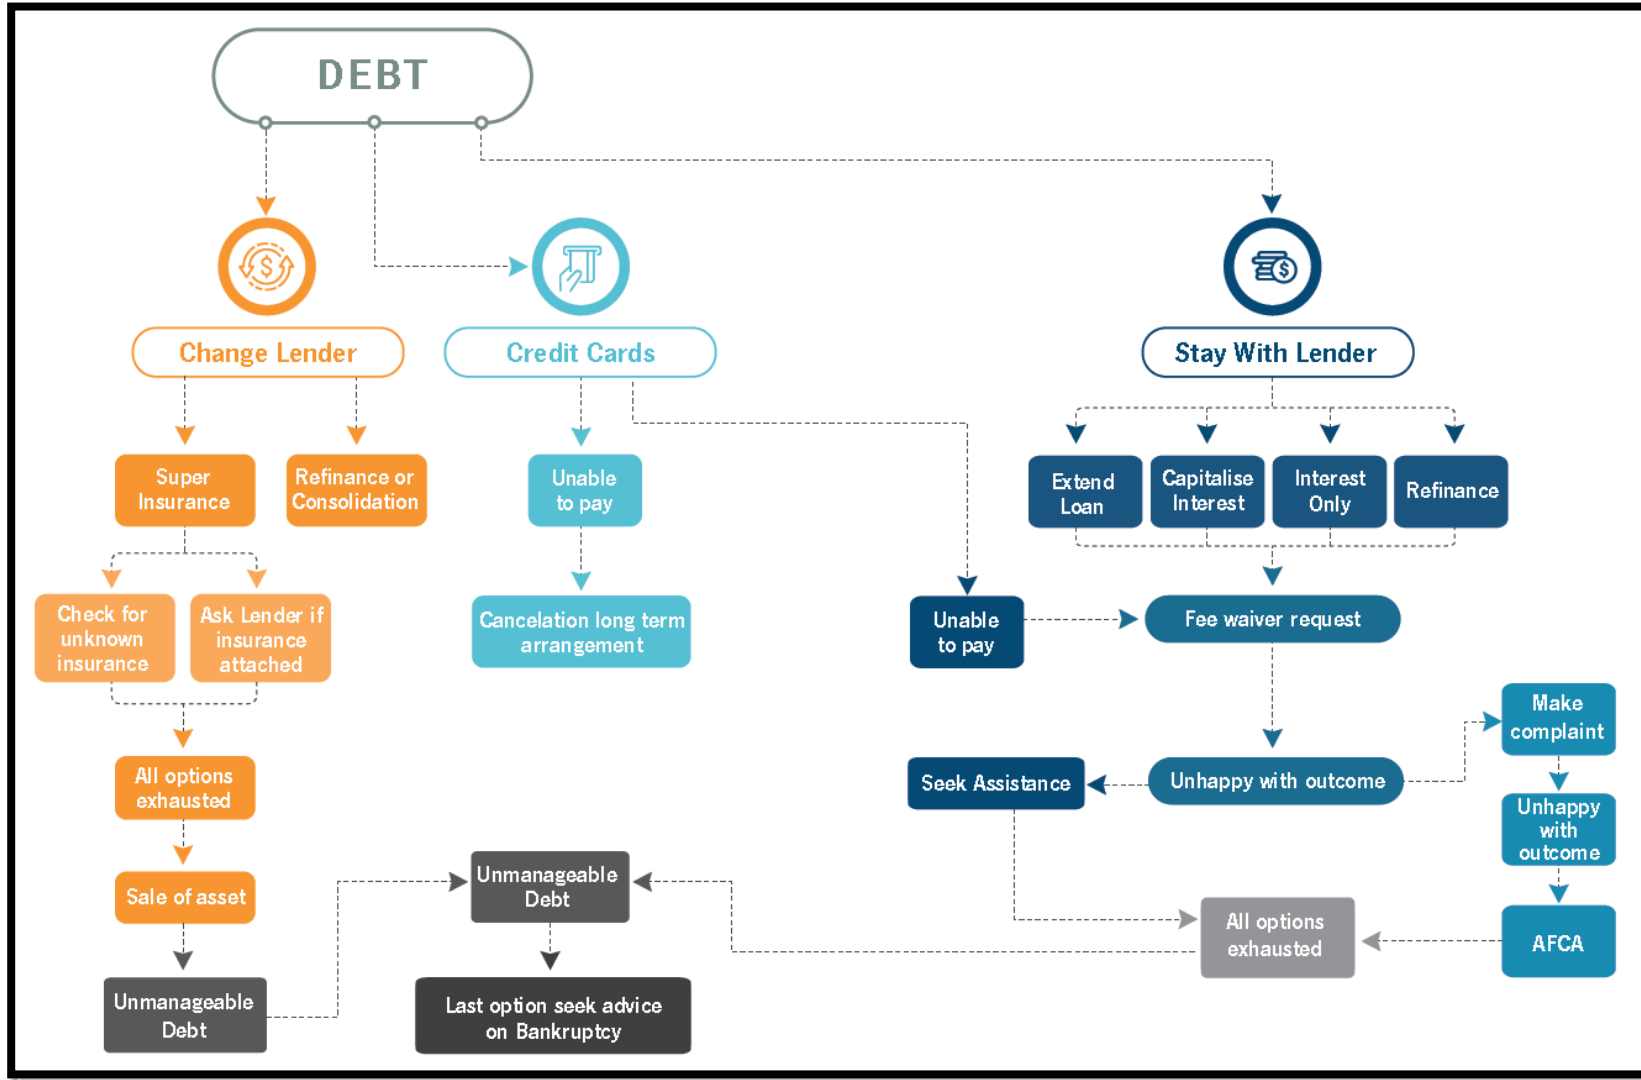 DEBT
$
$
Change Lender
Credit Cards
Stay With Lender
Super
Insurance
Refinance or
Consolidation
Unable
to pay
Extend
Loan
Capitalise
Interest
Interest
Only
Refinance
Check for
unknown
insurance
Ask Lender if
insurance
attached
Cancelation long term
arrangement
Unable
to pay
Fee waiver request
Make
complaint
All options
exhausted
Seek Assistance
Unhappy with outcome
Unhappy
with
outcome
Sale of asset
Unmanageable
Debt
All options
exhausted
AFCA
Unmanageable
Debt
Last option seek advice
on Bankruptcy